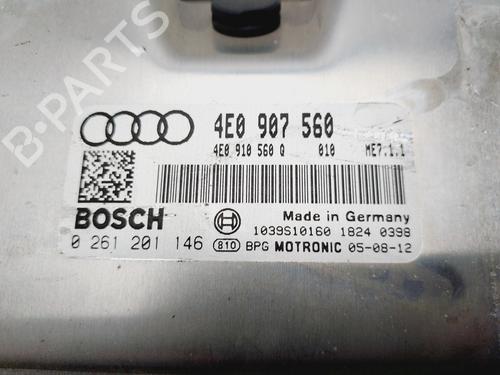 B-PARTS
4E0 907 560
4E0 910 560 Q 010 ME7.1.1
BOSCH
Made in Germany
0 261 201 146
1039S10160 1824 0398
810 BPG MOTRONIC 05-08-12